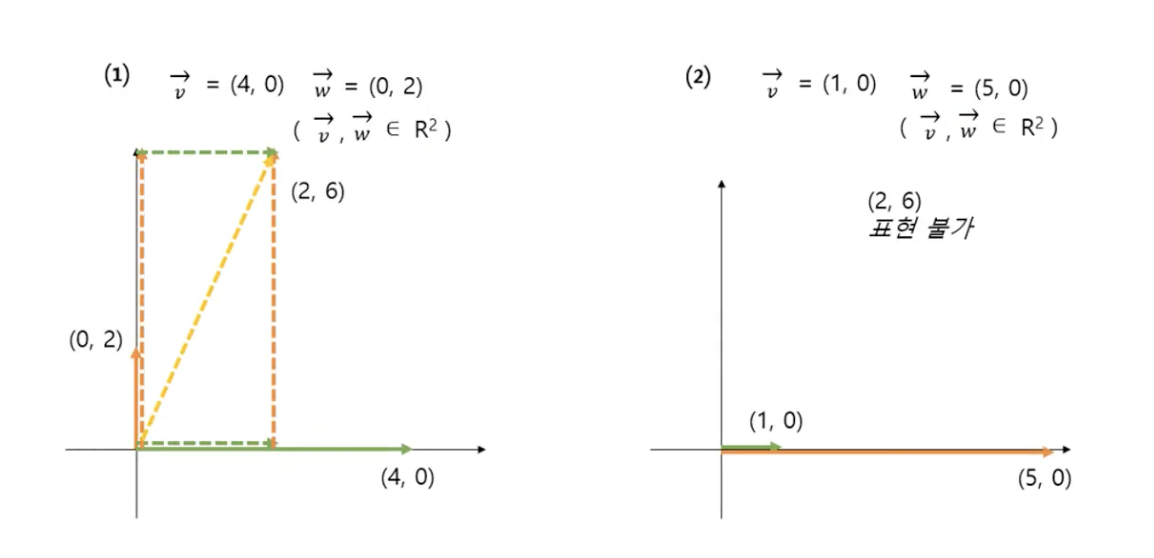 (1) v⃗ = (4, 0) w⃗ = (0, 2)
( v⃗ , w⃗ ∈ R² )
(2, 6)
(0, 2)
(4, 0)
(2) v⃗ = (1, 0) w⃗ = (5, 0)
( v⃗ , w⃗ ∈ R² )
(2, 6)
표현 불가
(1, 0)
(5, 0)